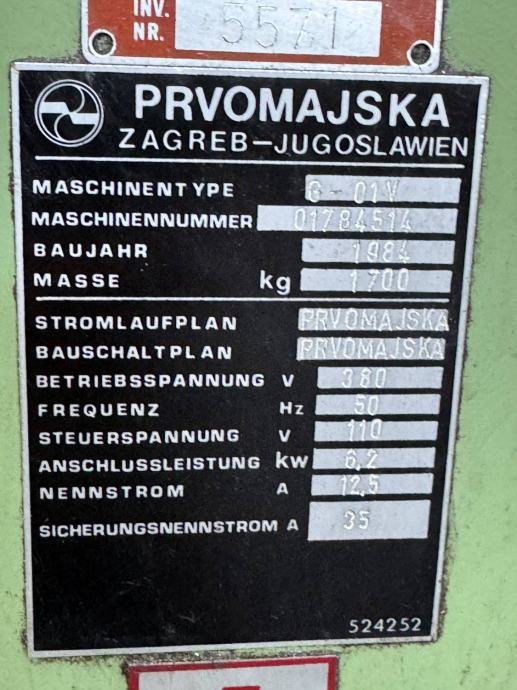 INV. NR. 5571
PRVOMAJSKA
ZAGREB-JUGOSLAWIEN
MASCHINENTYPE G-01V
MASCHINENNUMMER 01784514
BAUJAHR 1984
MASSE kg 1700
STROMLAUFPLAN PRVOMAJSKA
BAUSCHALTPLAN PRVOMAJSKA
BETRIEBSSPANNUNG V 380
FREQUENZ Hz 50
STEUERSPANNUNG V 110
ANSCHLUSSLEISTUNG kw 6,2
NENNSTROM A 12,5
SICHERUNGSNENNSTROM A 35
524252